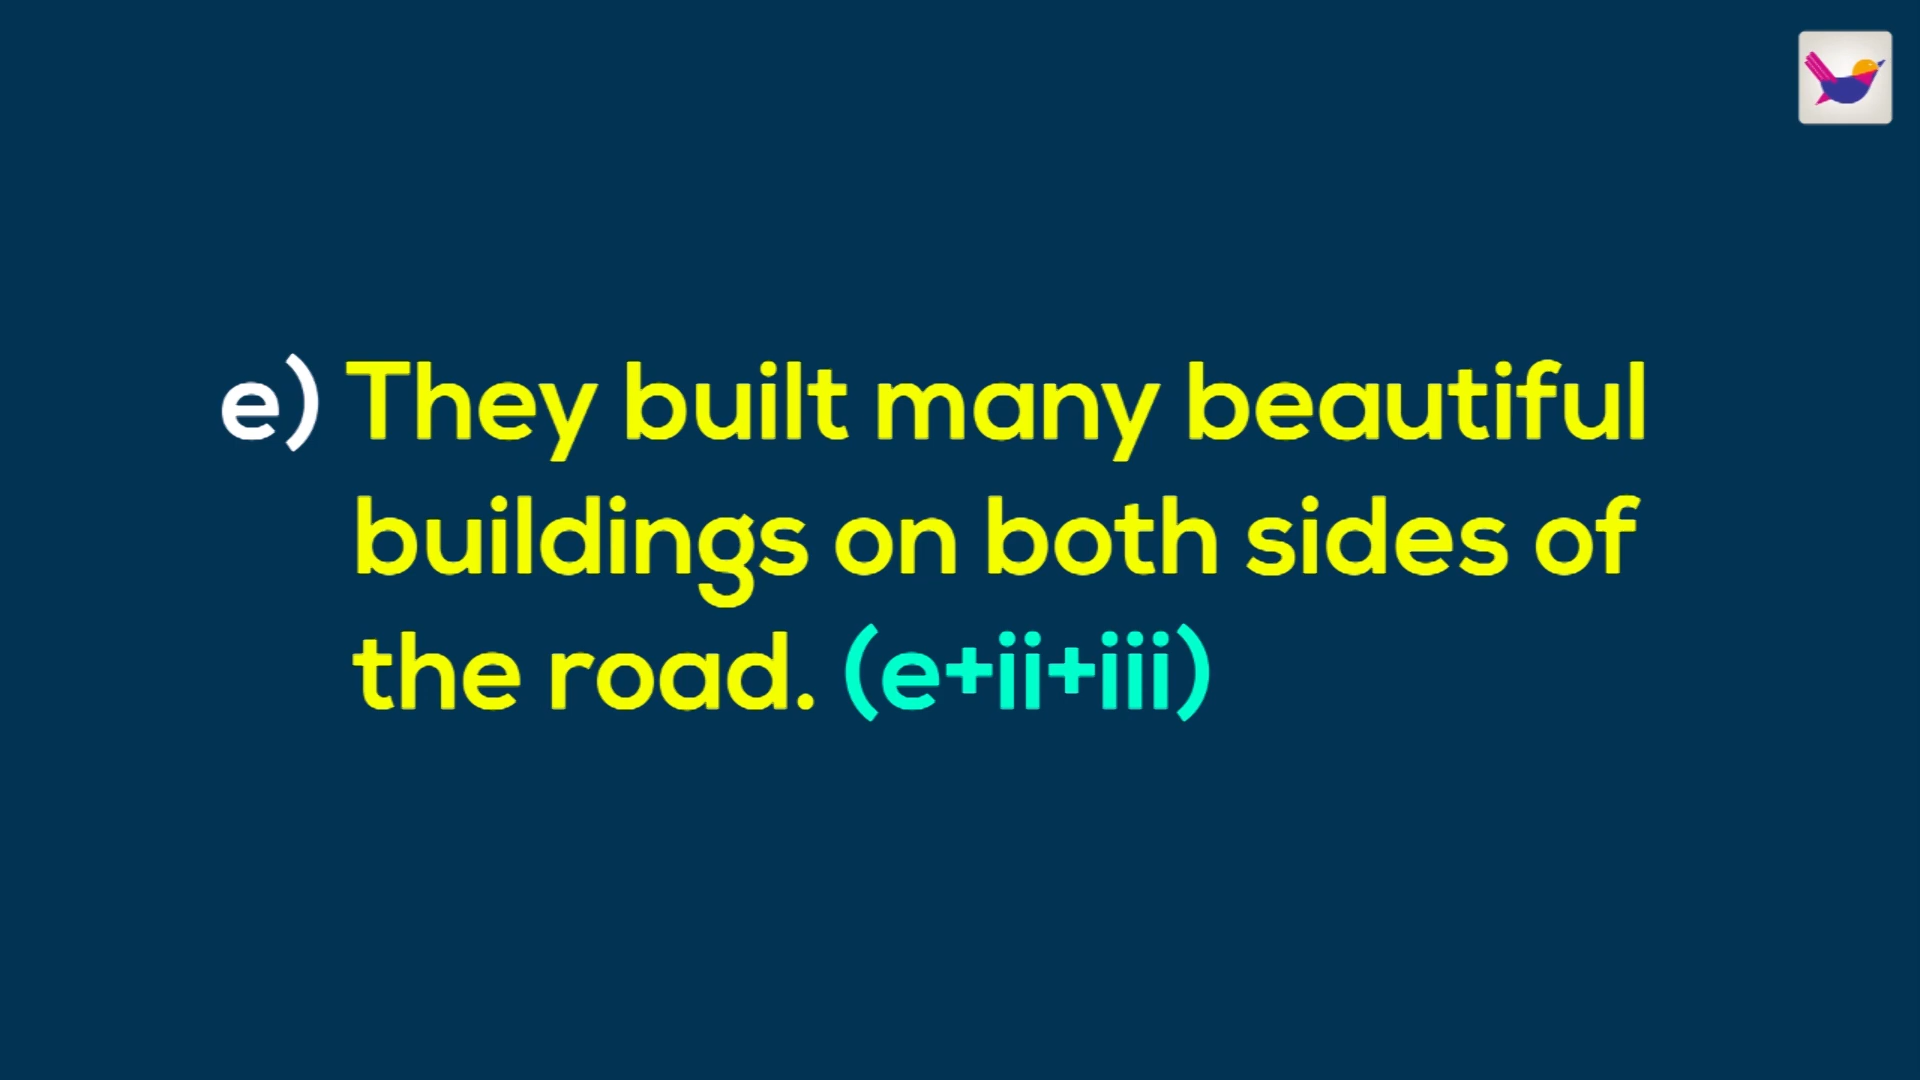 e) They built many beautiful
buildings on both sides of
the road. (e+ii+iii)